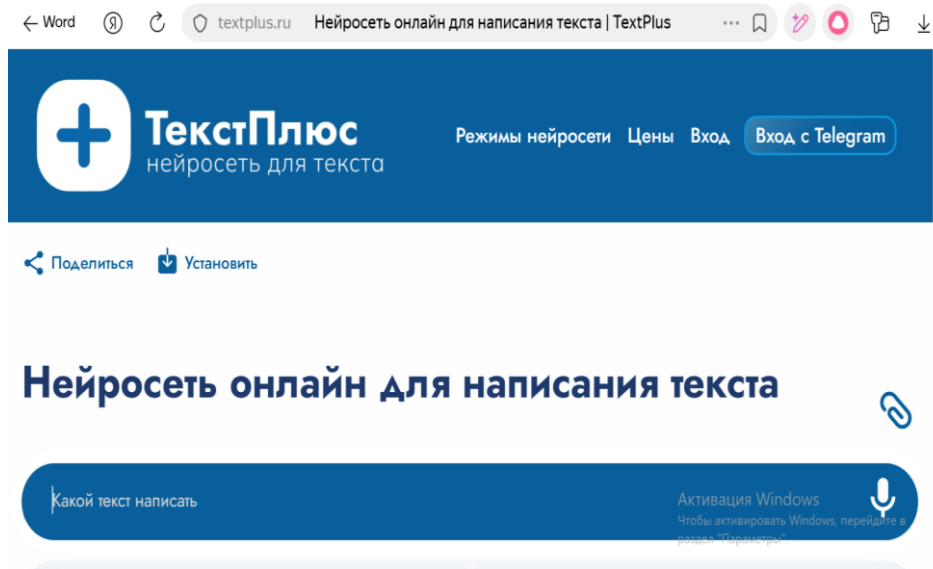 ← Word textplus.ru Нейросеть онлайн для написания текста | TextPlus
ТекстПлюс
нейросеть для текста
Режимы нейросети Цены Вход Вход с Telegram
Поделиться Установить
Нейросеть онлайн для написания текста
Какой текст написать
Активация Windows
Чтобы активировать Windows, перейдите в
раздел "Параметры".